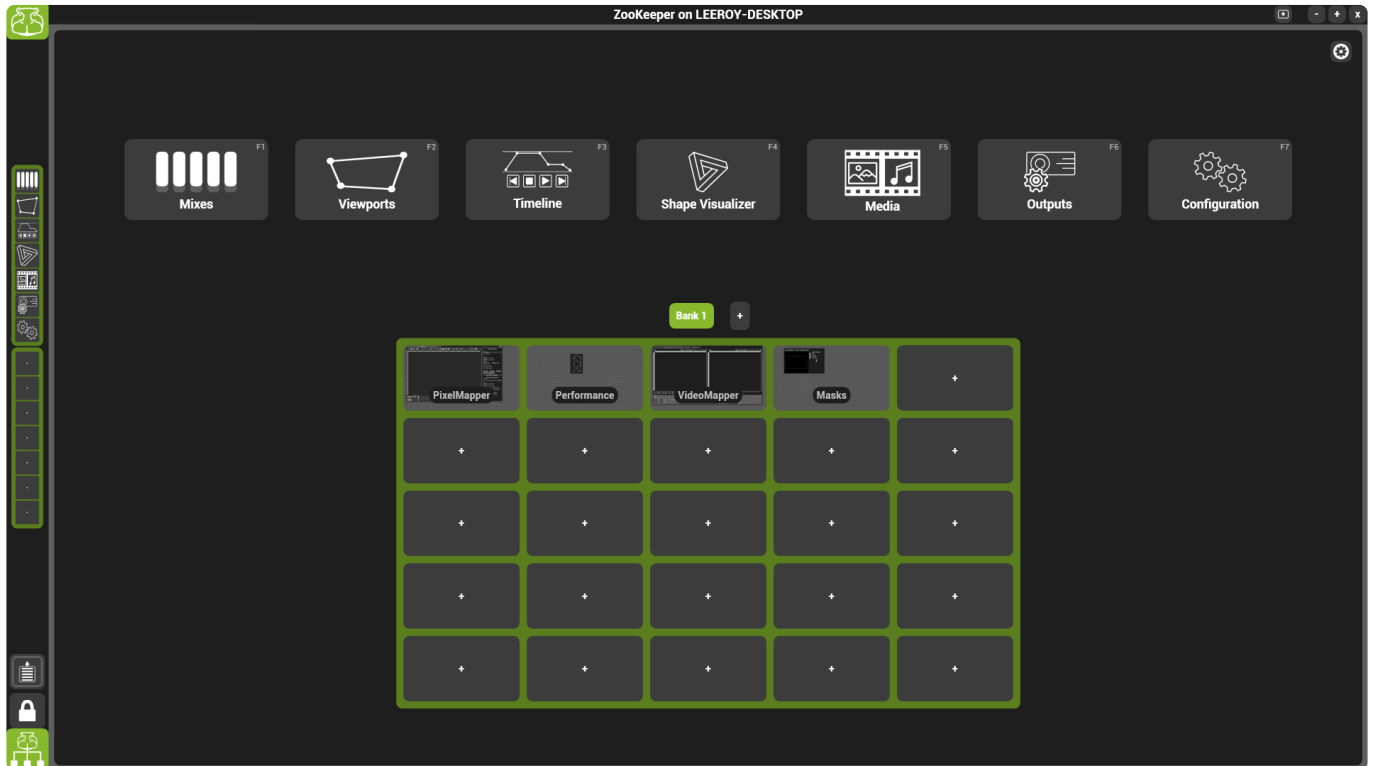 ZooKeeper on LEEROY-DESKTOP
- + x
F1
Mixes
F2
Viewports
F3
Timeline
F4
Shape Visualizer
F5
Media
F6
Outputs
F7
Configuration
Bank 1 +
PixelMapper Performance VideoMapper Masks +
+ + + + +
+ + + + +
+ + + + +
+ + + + +